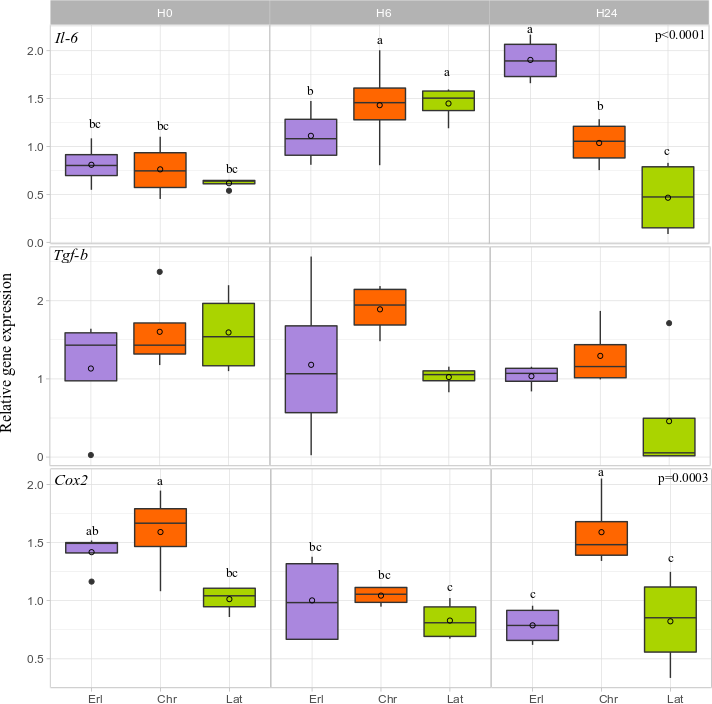 H0 H6 H24
Il-6 p<0.0001
bc bc bc b a a a b c
2.0
1.5
1.0
0.5
0.0
Tgf-b
2
1
0
Relative gene expression
Cox2 p=0.0003
ab a bc bc bc c c a c
2.0
1.5
1.0
0.5
Erl Chr Lat Erl Chr Lat Erl Chr Lat